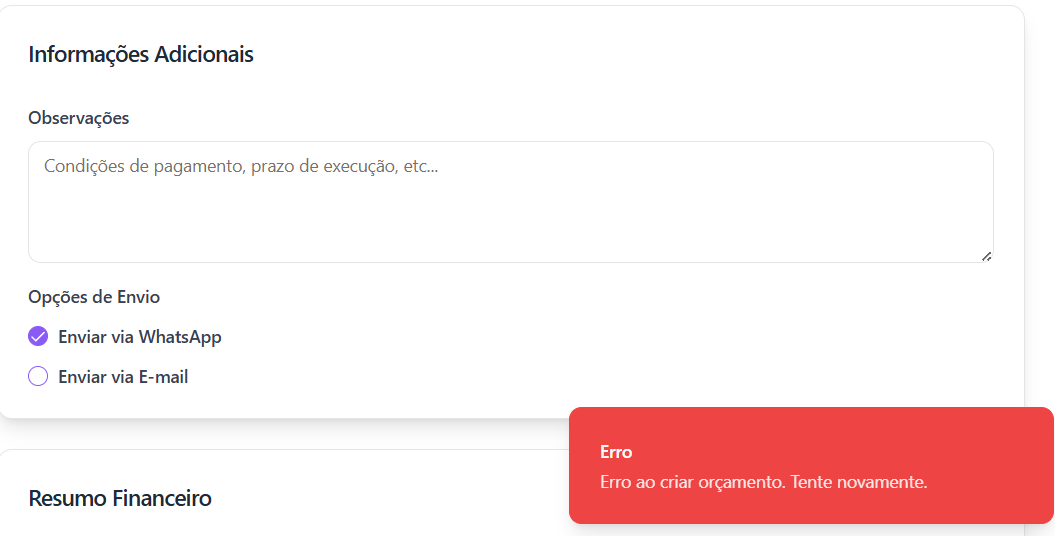 Informações Adicionais
Observações
Condições de pagamento, prazo de execução, etc...
Opções de Envio
Enviar via WhatsApp
Enviar via E-mail
Erro
Erro ao criar orçamento. Tente novamente.
Resumo Financeiro